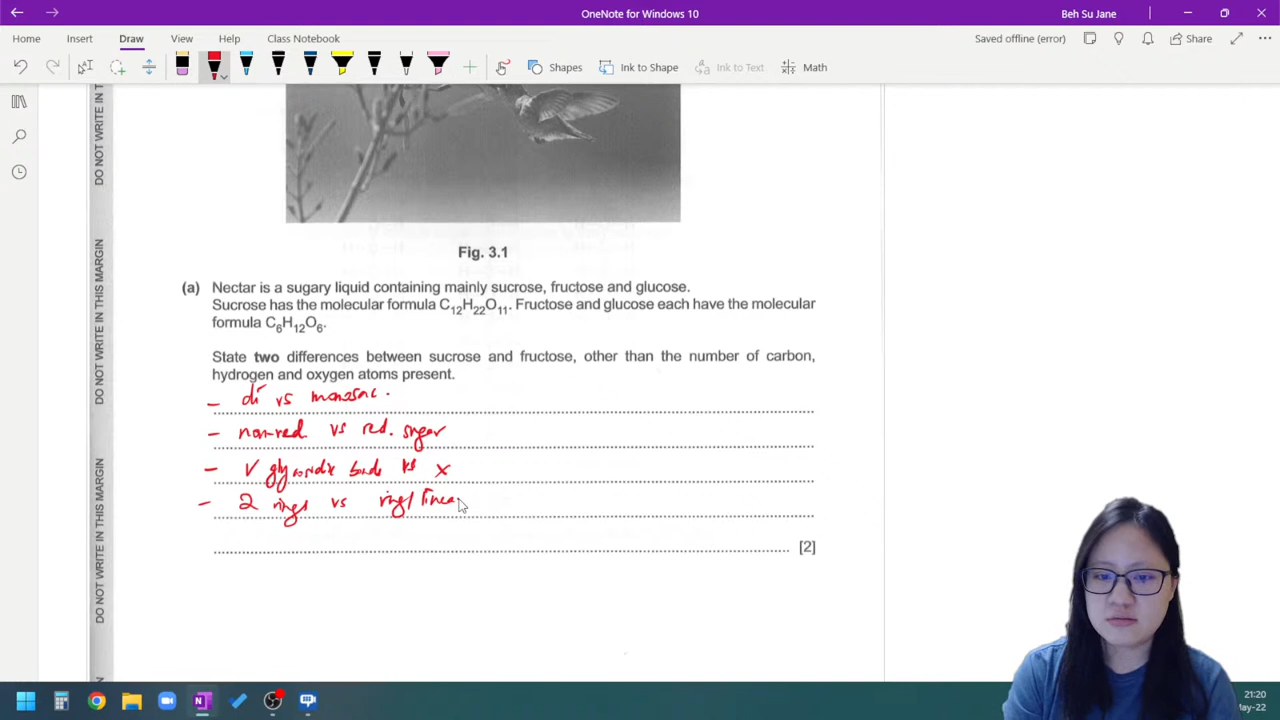 OneNote for Windows 10
Beh Su Jane
Home Insert Draw View Help Class Notebook
Saved offline (error)
Share
Shapes
Ink to Shape
Ink to Text
Math
DO NOT WRITE IN THIS MARGIN
DO NOT WRITE IN THIS MARGIN
DO NOT WRITE IN THIS MARGIN
Fig. 3.1
(a) Nectar is a sugary liquid containing mainly sucrose, fructose and glucose.
Sucrose has the molecular formula C12H22O11. Fructose and glucose each have the molecular
formula C6H12O6.
State two differences between sucrose and fructose, other than the number of carbon,
hydrogen and oxygen atoms present.
- di vs monosac.
- non-red. vs red. sugar
- √ glycosidic bonds vs x
- 2 rings vs ring/linea
[2]
21:20
May-22